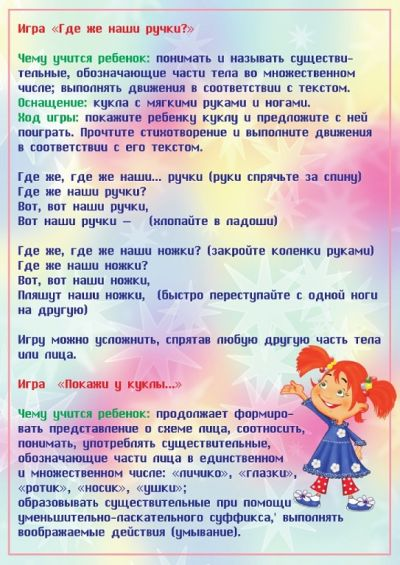 Игра «Где же наши ручки?»
Чему учится ребенок: понимать и называть существи-
тельные, обозначающие части тела во множественном
числе; выполнять движения в соответствии с текстом.
Оснащение: кукла с мягкими руками и ногами.
Ход игры: покажите ребенку куклу и предложите с ней
поиграть. Прочтите стихотворение и выполните движения
в соответствии с его текстом.
Где же, где же наши... ручки (руки спрячьте за спину)
Где же наши ручки?
Вот, вот наши ручки,
Вот наши ручки – (хлопайте в ладоши)
Где же, где же наши ножки? (закройте коленки руками)
Где же наши ножки?
Вот, вот наши ножки,
Пляшут наши ножки, (быстро переступайте с одной ноги
на другую)
Игру можно усложнить, спрятав любую другую часть тела
или лица.
Игра «Покажи у куклы...»
Чему учится ребенок: продолжает формиро-
вать представление о схеме лица, соотносить,
понимать, употреблять существительные,
обозначающие части лица в единственном
и множественном числе: «личико», «глазки»,
«ротик», «носик», «ушки»;
образовывать существительные при помощи
уменьшительно-ласкательного суффикса,' выполнять
воображаемые действия (умывание).